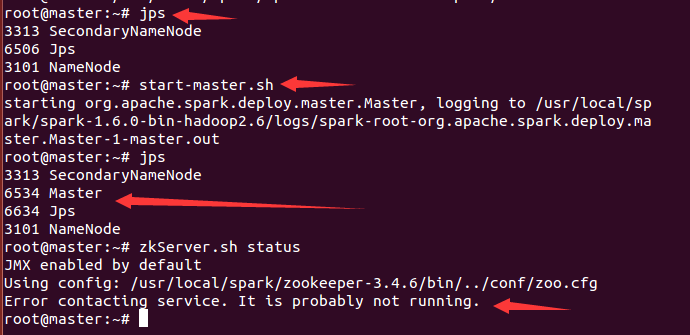 root@master:~# jps
3313 SecondaryNameNode
6506 Jps
3101 NameNode
root@master:~# start-master.sh
starting org.apache.spark.deploy.master.Master, logging to /usr/local/sp
ark/spark-1.6.0-bin-hadoop2.6/logs/spark-root-org.apache.spark.deploy.ma
ster.Master-1-master.out
root@master:~# jps
3313 SecondaryNameNode
6534 Master
6634 Jps
3101 NameNode
root@master:~# zkServer.sh status
JMX enabled by default
Using config: /usr/local/spark/zookeeper-3.4.6/bin/../conf/zoo.cfg
Error contacting service. It is probably not running.
root@master:~#